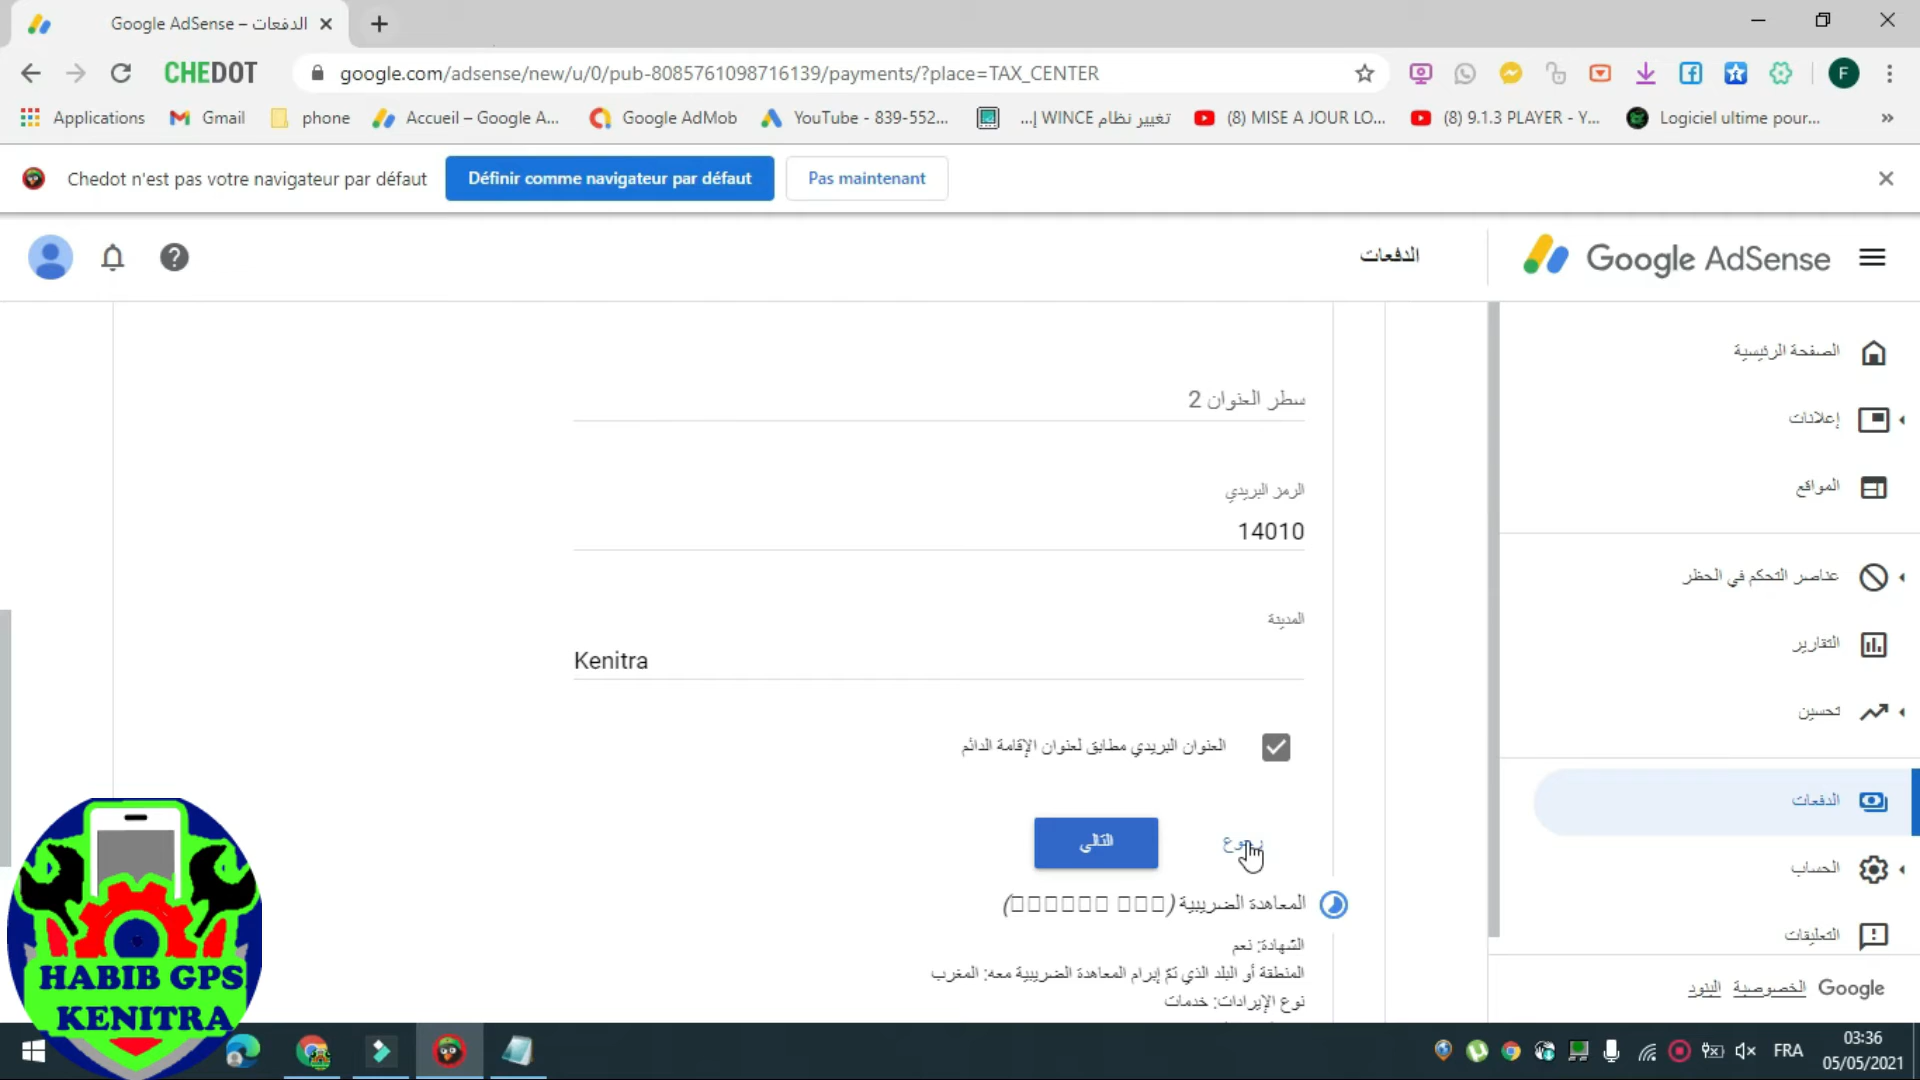 Google AdSense – الدفعات
CHEDOT
google.com/adsense/new/u/0/pub-8085761098716139/payments/?place=TAX_CENTER
F
Applications
Gmail
phone
Accueil – Google A...
Google AdMob
YouTube - 839-552...
تغيير نظام WINCE إ...
(8) MISE A JOUR LO...
(8) 9.1.3 PLAYER - Y...
Logiciel ultime pour...
»
Chedot n'est pas votre navigateur par défaut
Définir comme navigateur par défaut
Pas maintenant
الدفعات
Google AdSense
الصفحة الرئيسية
إعلانات
المواقع
عناصر التحكم في الحظر
التقارير
تحسين
الدفعات
الحساب
التعليقات
Google الخصوصية البنود
سطر العنوان 2
الرمز البريدي
14010
المدينة
Kenitra
العنوان البريدي مطابق لعنوان الإقامة الدائم
رجوع
التالي
المعاهدة الضريبية (□□□ □□□□□□)
الشهادة: نعم
المنطقة أو البلد الذي تمّ إبرام المعاهدة الضريبية معه: المغرب
نوع الإيرادات: خدمات
HABIB GPS
KENITRA
FRA
03:36
05/05/2021